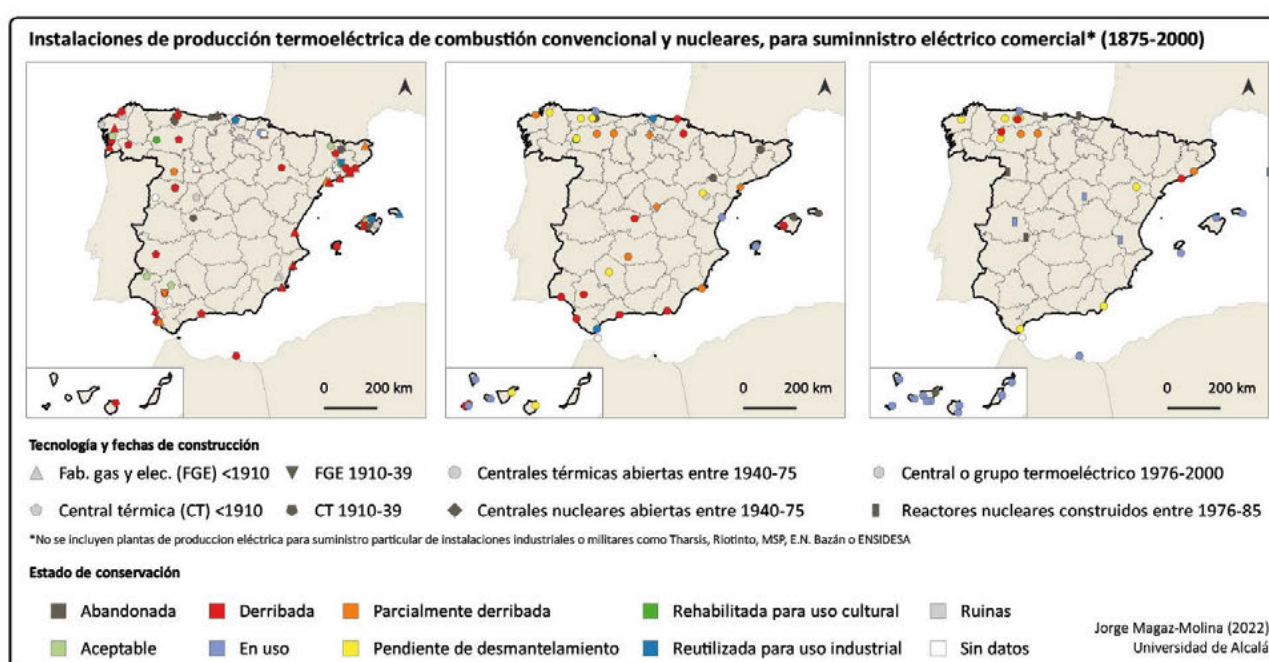 Instalaciones de producción termoeléctrica de combustión convencional y nucleares, para suminnistro eléctrico comercial* (1875-2000)
0 200 km
0 200 km
0 200 km
Tecnología y fechas de construcción
Fab. gas y elec. (FGE) <1910
FGE 1910-39
Centrales térmicas abiertas entre 1940-75
Central o grupo termoeléctrico 1976-2000
Central térmica (CT) <1910
CT 1910-39
Centrales nucleares abiertas entre 1940-75
Reactores nucleares construidos entre 1976-85
*No se incluyen plantas de produccion eléctrica para suministro particular de instalaciones industriales o militares como Tharsis, Riotinto, MSP, E.N. Bazán o ENSIDESA
Estado de conservación
Abandonada
Derribada
Parcialmente derribada
Rehabilitada para uso cultural
Ruinas
Aceptable
En uso
Pendiente de desmantelamiento
Reutilizada para uso industrial
Sin datos
Jorge Magaz-Molina (2022)
Universidad de Alcalá